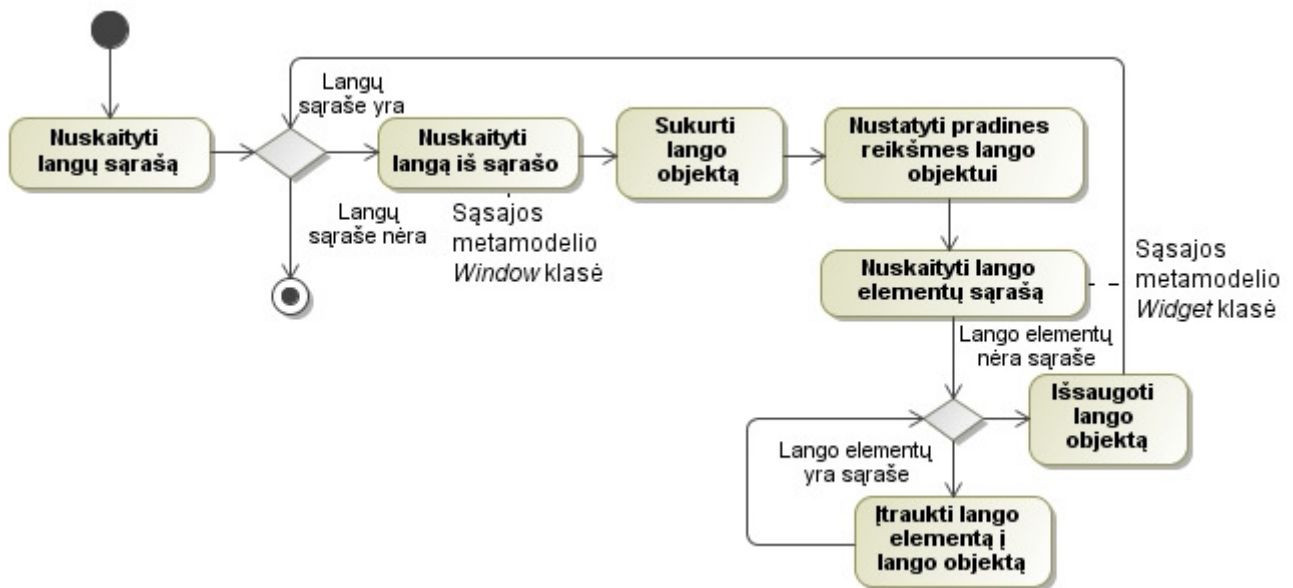 Langų
sąraše yra
Nuskaityti
langų sąrašą
Nuskaityti
langą iš sąrašo
Sukurti
lango
objektą
Nustatyti pradines
reikšmes lango
objektui
Langų
sąraše nėra
Sąsajos
metamodelio
Window klasė
Nuskaityti lango
elementų sąrašą
Sąsajos
metamodelio
Widget klasė
Lango elementų
nėra sąraše
Išsaugoti
lango
objektą
Lango elementų
yra sąraše
Įtraukti lango
elementą į
lango objektą